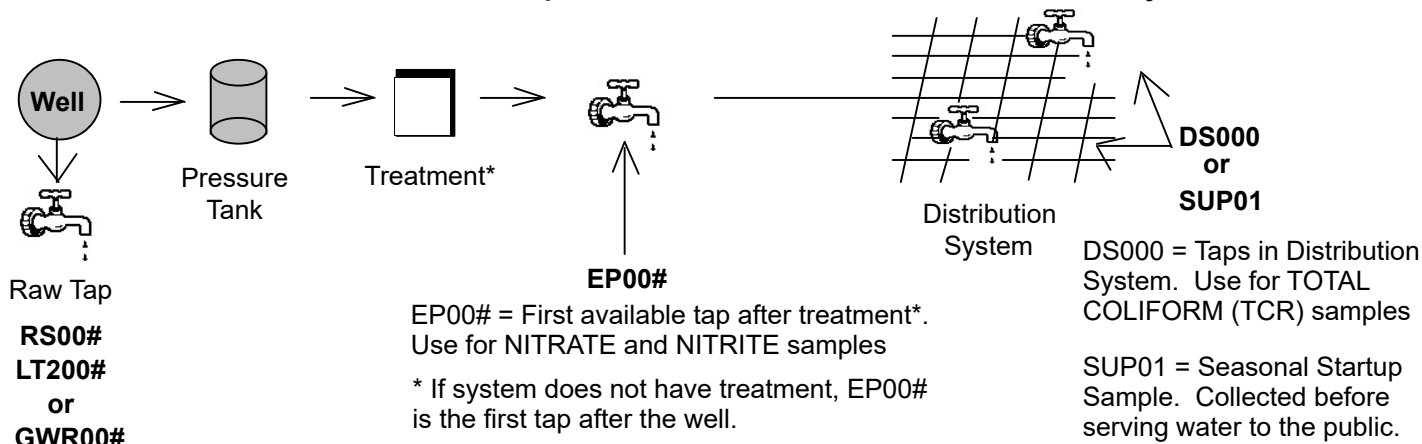 Well
Pressure
Tank
Treatment*
Raw Tap
RS00#
LT200#
or
GWR00#
EP00#
EP00# = First available tap after treatment*.
Use for NITRATE and NITRITE samples
* If system does not have treatment, EP00#
is the first tap after the well.
Distribution
System
DS000
or
SUP01
DS000 = Taps in Distribution
System. Use for TOTAL
COLIFORM (TCR) samples
SUP01 = Seasonal Startup
Sample. Collected before
serving water to the public.